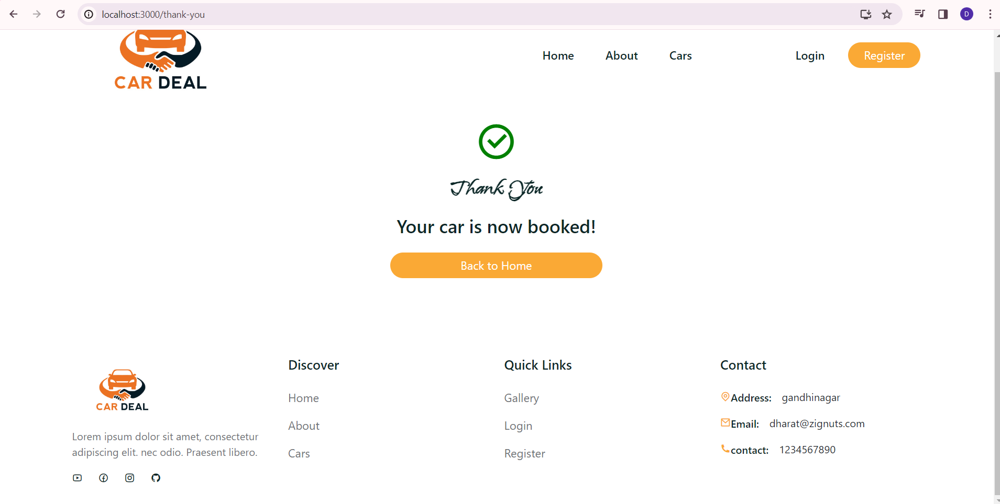 localhost:3000/thank-you
D
CAR DEAL
Home
About
Cars
Login
Register
Thank You
Your car is now booked!
Back to Home
CAR DEAL
Lorem ipsum dolor sit amet, consectetur
adipiscing elit. nec odio. Praesent libero.
Discover
Home
About
Cars
Quick Links
Gallery
Login
Register
Contact
Address: gandhinagar
Email: dharat@zignuts.com
contact: 1234567890